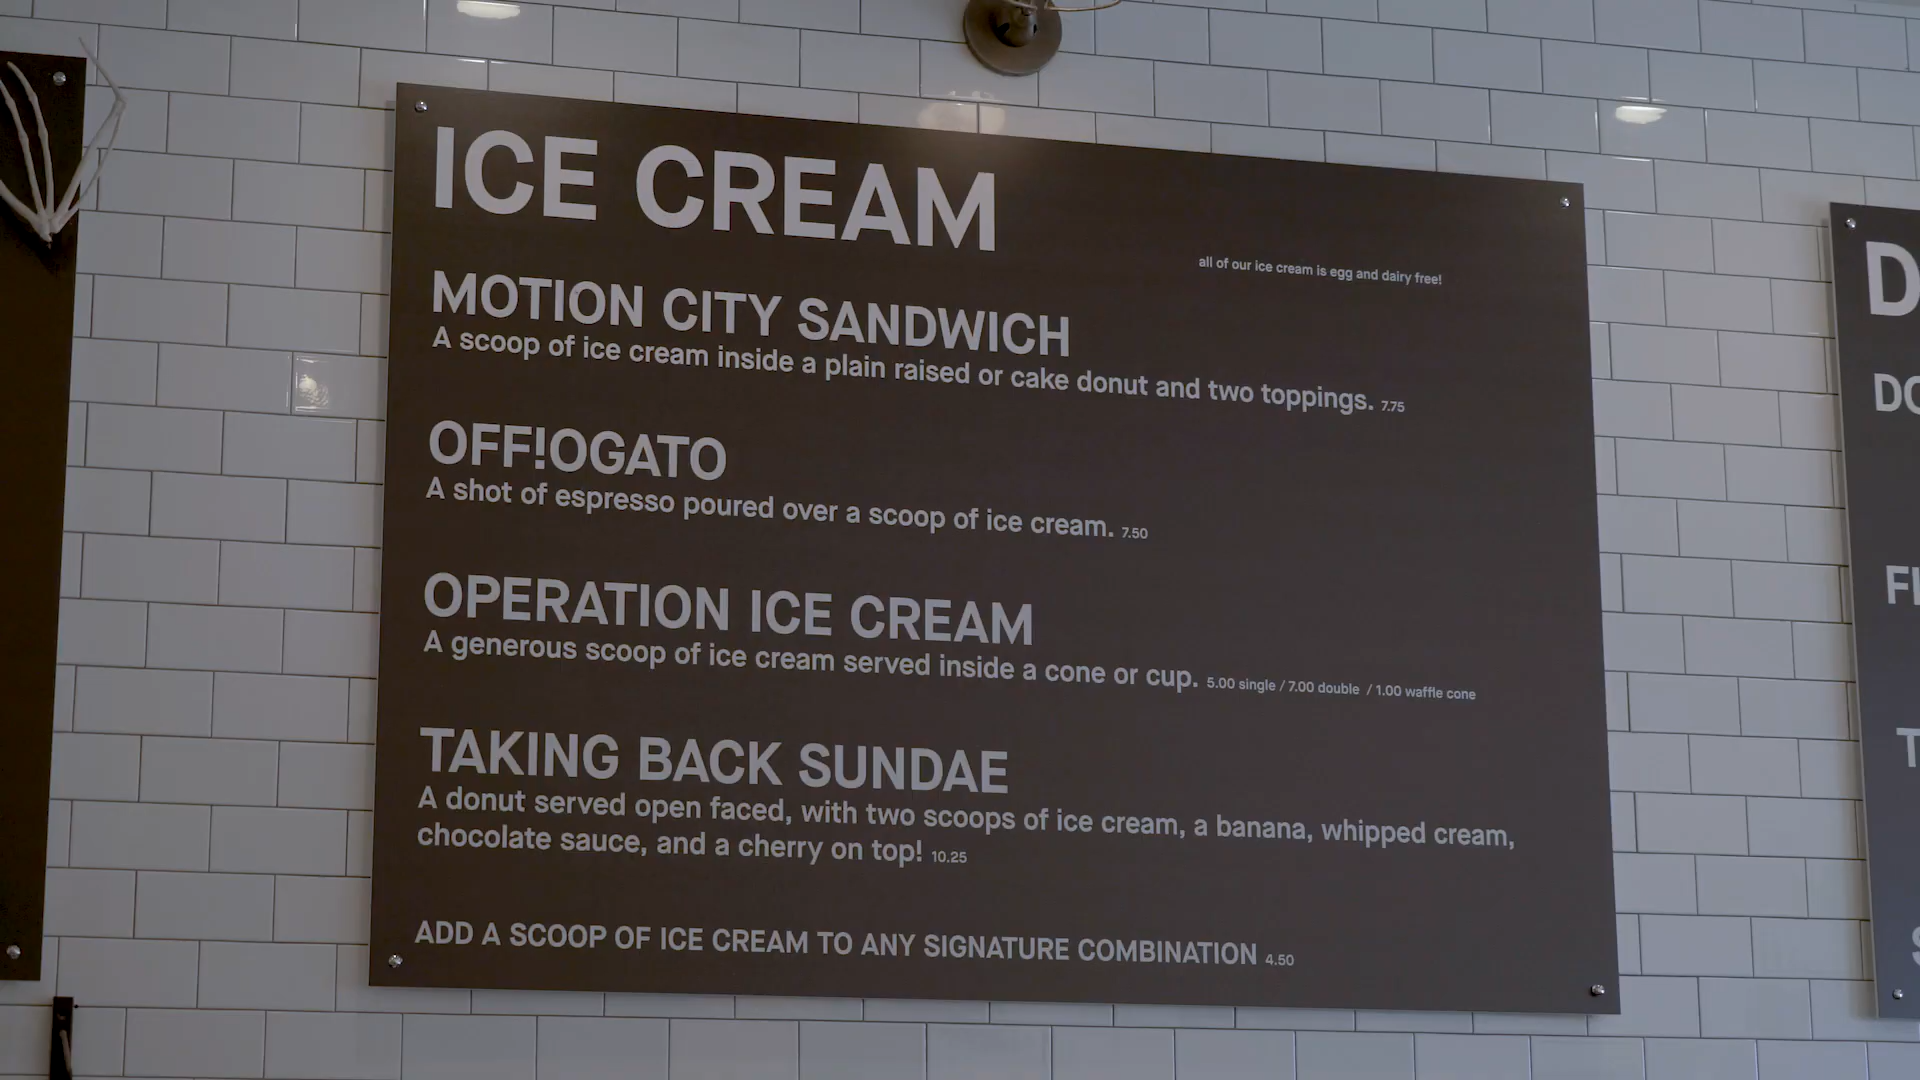 ICE CREAM
all of our ice cream is egg and dairy free!
MOTION CITY SANDWICH
A scoop of ice cream inside a plain raised or cake donut and two toppings. 7.75
OFF!OGATO
A shot of espresso poured over a scoop of ice cream. 7.50
OPERATION ICE CREAM
A generous scoop of ice cream served inside a cone or cup. 5.00 single / 7.00 double / 1.00 waffle cone
TAKING BACK SUNDAE
A donut served open faced, with two scoops of ice cream, a banana, whipped cream,
chocolate sauce, and a cherry on top! 10.25
ADD A SCOOP OF ICE CREAM TO ANY SIGNATURE COMBINATION 4.50